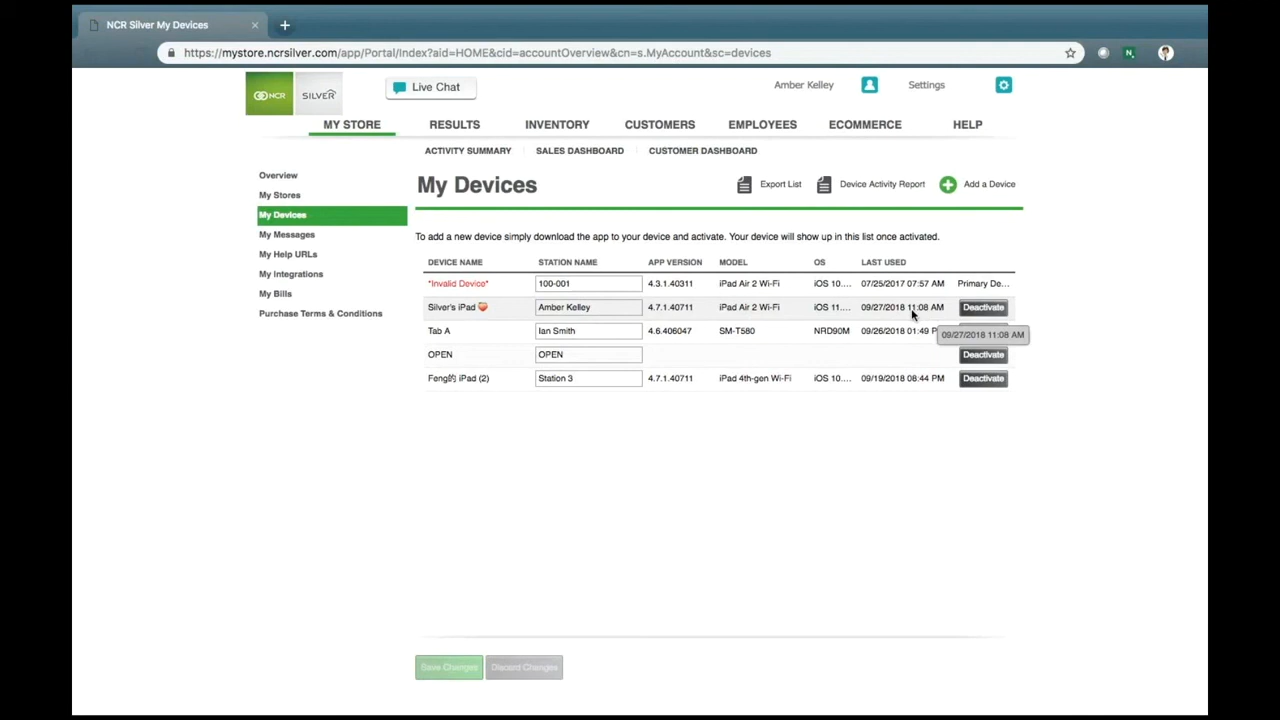 NCR Silver My Devices
https://mystore.ncrsilver.com/app/Portal/Index?aid=HOME&cid=accountOverview&cn=s.MyAccount&sc=devices
N.
NCR SILVER
Live Chat
Amber Kelley Settings
MY STORE RESULTS INVENTORY CUSTOMERS EMPLOYEES ECOMMERCE HELP
ACTIVITY SUMMARY SALES DASHBOARD CUSTOMER DASHBOARD
Overview
My Stores
My Devices
My Messages
My Help URLs
My Integrations
My Bills
Purchase Terms & Conditions
My Devices Export List Device Activity Report Add a Device
To add a new device simply download the app to your device and activate. Your device will show up in this list once activated.
DEVICE NAME STATION NAME APP VERSION MODEL OS LAST USED
*Invalid Device* 100-001 4.3.1.40311 iPad Air 2 Wi-Fi iOS 10.... 07/25/2017 07:57 AM Primary De...
Silver's iPad Amber Kelley 4.7.1.40711 iPad Air 2 Wi-Fi iOS 11.... 09/27/2018 11:08 AM Deactivate
Tab A Ian Smith 4.6.406047 SM-T580 NRD90M 09/26/2018 01:49 P
09/27/2018 11:08 AM
OPEN OPEN Deactivate
Feng的 iPad (2) Station 3 4.7.1.40711 iPad 4th-gen Wi-Fi iOS 10.... 09/19/2018 08:44 PM Deactivate
Save Changes Discard Changes